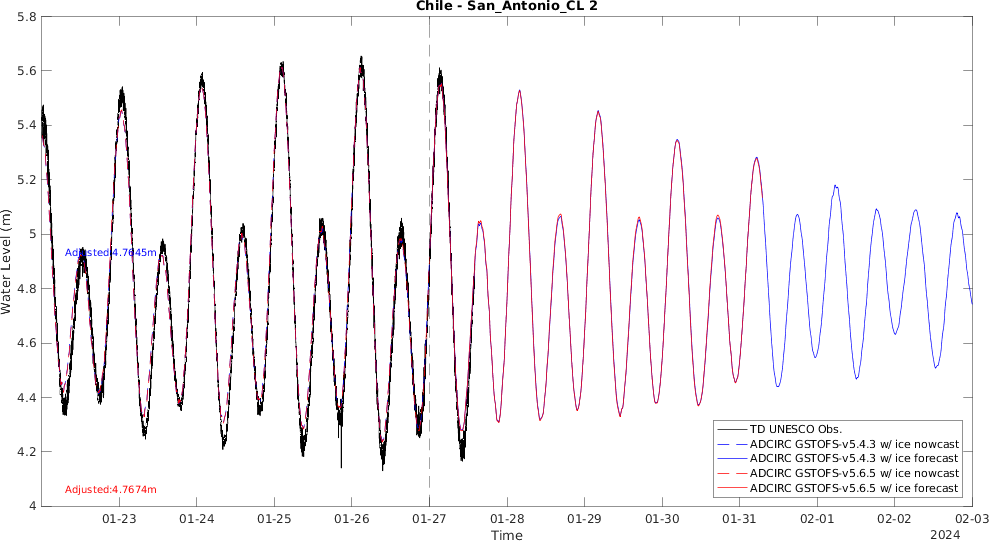 Chile - San_Antonio_CL 2
Water Level (m)
5.8
5.6
5.4
5.2
5
4.8
4.6
4.4
4.2
4
Adjusted:4.7645m
Adjusted:4.7674m
TD UNESCO Obs.
ADCIRC GSTOFS-v5.4.3 w/ ice nowcast
ADCIRC GSTOFS-v5.4.3 w/ ice forecast
ADCIRC GSTOFS-v5.6.5 w/ ice nowcast
ADCIRC GSTOFS-v5.6.5 w/ ice forecast
01-23 01-24 01-25 01-26 01-27 01-28 01-29 01-30 01-31 02-01 02-02 02-03
Time
2024